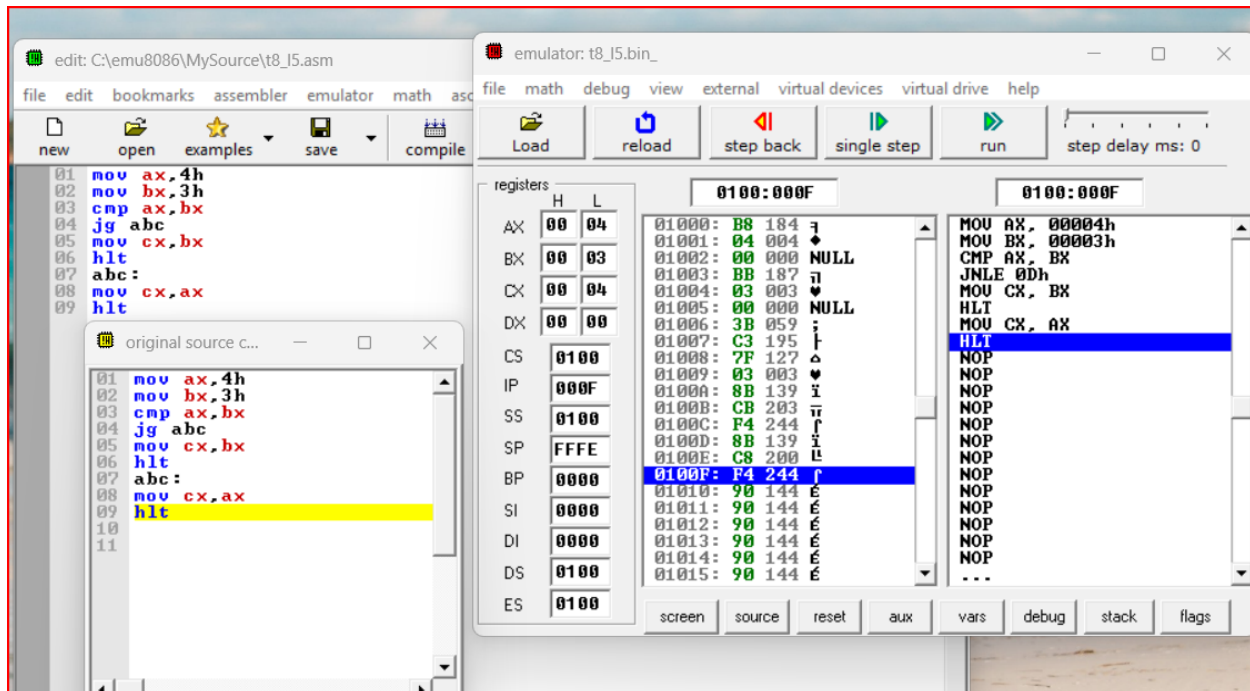 edit: C:\emu8086\MySource\t8_l5.asm
file edit bookmarks assembler emulator math
new open examples save compile
01 mov ax,4h
02 mov bx,3h
03 cmp ax,bx
04 jg abc
05 mov cx,bx
06 hlt
07 abc:
08 mov cx,ax
09 hlt
original source c...
01 mov ax,4h
02 mov bx,3h
03 cmp ax,bx
04 jg abc
05 mov cx,bx
06 hlt
07 abc:
08 mov cx,ax
09 hlt
10
11
emulator: t8_l5.bin_
file math debug view external virtual devices virtual drive help
Load reload step back single step run step delay ms: 0
registers
H L
AX 00 04
BX 00 03
CX 00 04
DX 00 00
CS 0100
IP 000F
SS 0100
SP FFFE
BP 0000
SI 0000
DI 0000
DS 0100
ES 0100
0100:000F
01000: B8 184 ╕
01001: 04 004 ♦
01002: 00 000 NULL
01003: BB 187 ╗
01004: 03 003 ♥
01005: 00 000 NULL
01006: 3B 059 ;
01007: C3 195 ├
01008: 7F 127 ⌂
01009: 03 003 ♥
0100A: 8B 139 ï
0100B: CB 203 ╦
0100C: F4 244 ⌠
0100D: 8B 139 ï
0100E: C8 200 ╚
0100F: F4 244 ⌠
01010: 90 144 É
01011: 90 144 É
01012: 90 144 É
01013: 90 144 É
01014: 90 144 É
01015: 90 144 É
0100:000F
MOV AX, 00004h
MOV BX, 00003h
CMP AX, BX
JNLE 0Dh
MOV CX, BX
HLT
MOV CX, AX
HLT
NOP
NOP
NOP
NOP
NOP
NOP
NOP
NOP
NOP
NOP
NOP
NOP
NOP
...
screen source reset aux vars debug stack flags